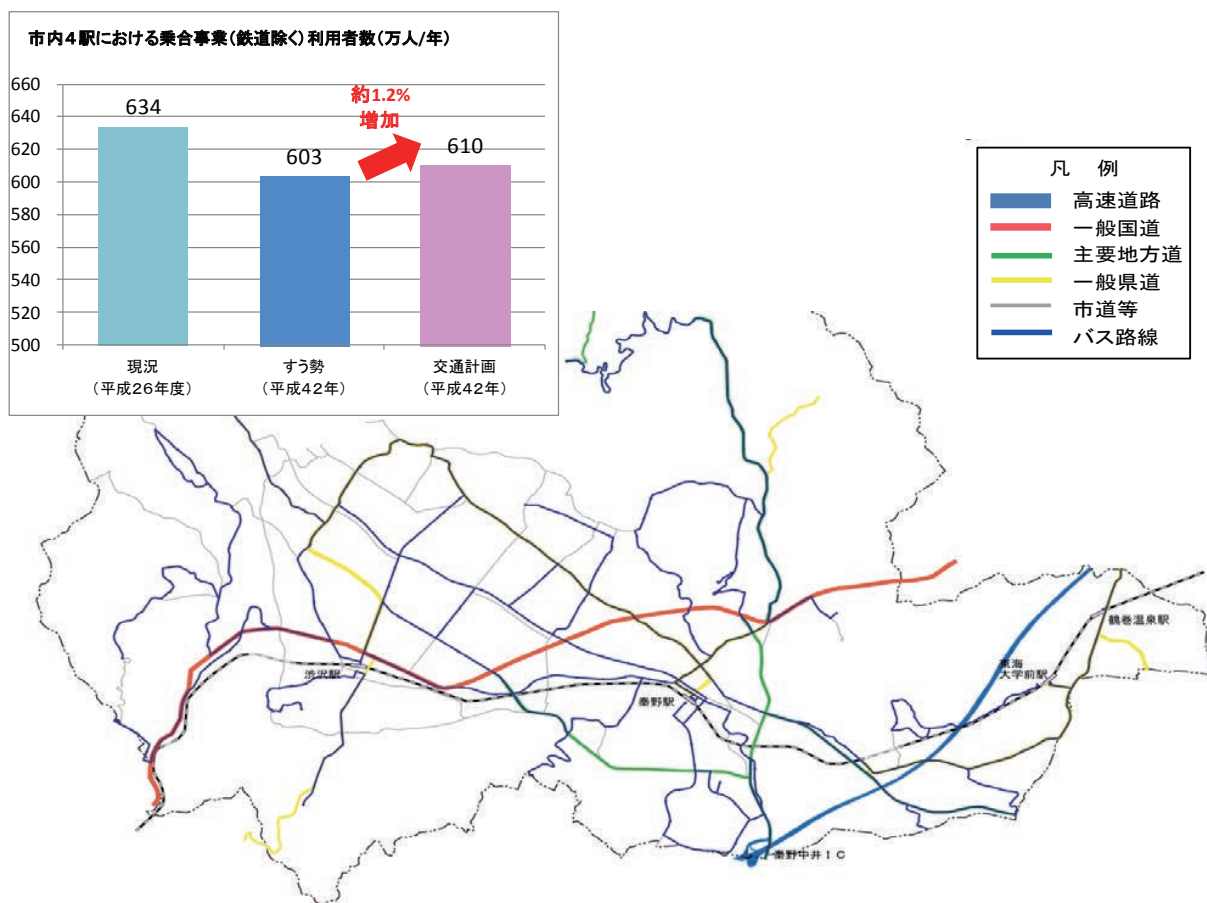 市内4駅における乗合事業(鉄道除く)利用者数(万人/年)
660
640
620
600
580
560
540
520
500
634
603
610
約1.2%
増加
現況
(平成26年度)
すう勢
(平成42年)
交通計画
(平成42年)
凡 例
高速道路
一般国道
主要地方道
一般県道
市道等
バス路線
鶴巻温泉駅
東海
大学前駅
渋沢駅
秦野駅
秦野中井IC